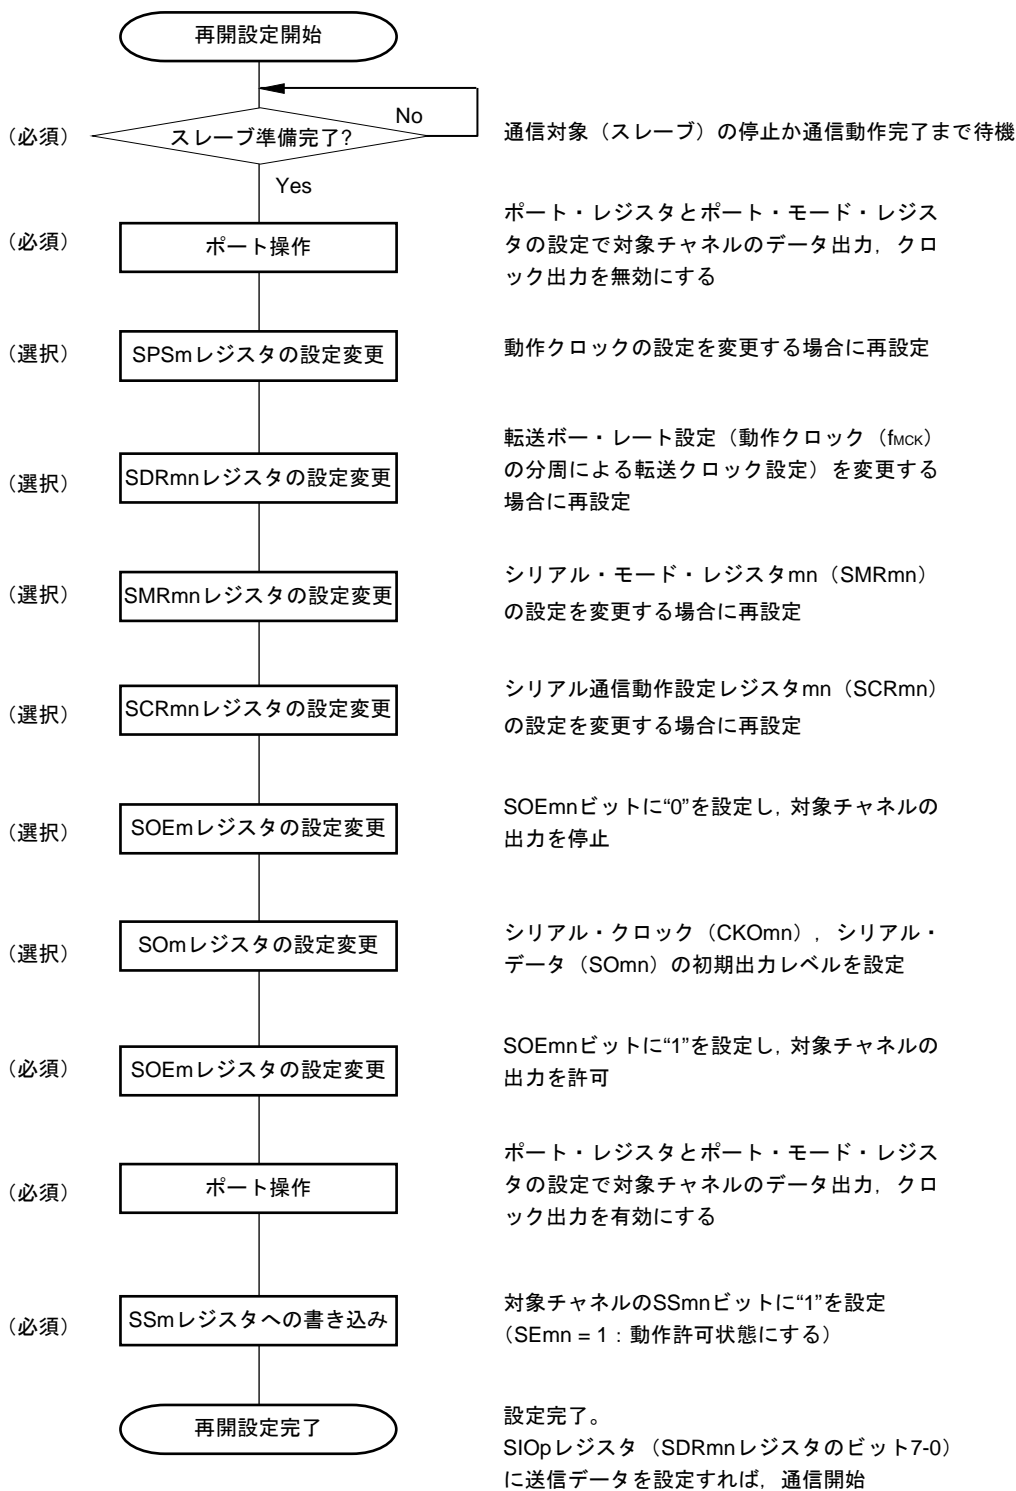 再開設定開始
No
（必須）
スレーブ準備完了?
通信対象（スレーブ）の停止か通信動作完了まで待機
Yes
（必須）
ポート操作
ポート・レジスタとポート・モード・レジス
タの設定で対象チャネルのデータ出力，クロ
ック出力を無効にする
（選択）
SPSmレジスタの設定変更
動作クロックの設定を変更する場合に再設定
（選択）
SDRmnレジスタの設定変更
転送ボー・レート設定（動作クロック（fMCK）
の分周による転送クロック設定）を変更する
場合に再設定
（選択）
SMRmnレジスタの設定変更
シリアル・モード・レジスタmn（SMRmn）
の設定を変更する場合に再設定
（選択）
SCRmnレジスタの設定変更
シリアル通信動作設定レジスタmn（SCRmn）
の設定を変更する場合に再設定
（選択）
SOEmレジスタの設定変更
SOEmnビットに“0”を設定し，対象チャネルの
出力を停止
（選択）
SOmレジスタの設定変更
シリアル・クロック（CKOmn），シリアル・
データ（SOmn）の初期出力レベルを設定
（必須）
SOEmレジスタの設定変更
SOEmnビットに“1”を設定し，対象チャネルの
出力を許可
（必須）
ポート操作
ポート・レジスタとポート・モード・レジス
タの設定で対象チャネルのデータ出力，クロ
ック出力を有効にする
（必須）
SSmレジスタへの書き込み
対象チャネルのSSmnビットに“1”を設定
（SEmn = 1：動作許可状態にする）
再開設定完了
設定完了。
SIOpレジスタ（SDRmnレジスタのビット7-0）
に送信データを設定すれば，通信開始